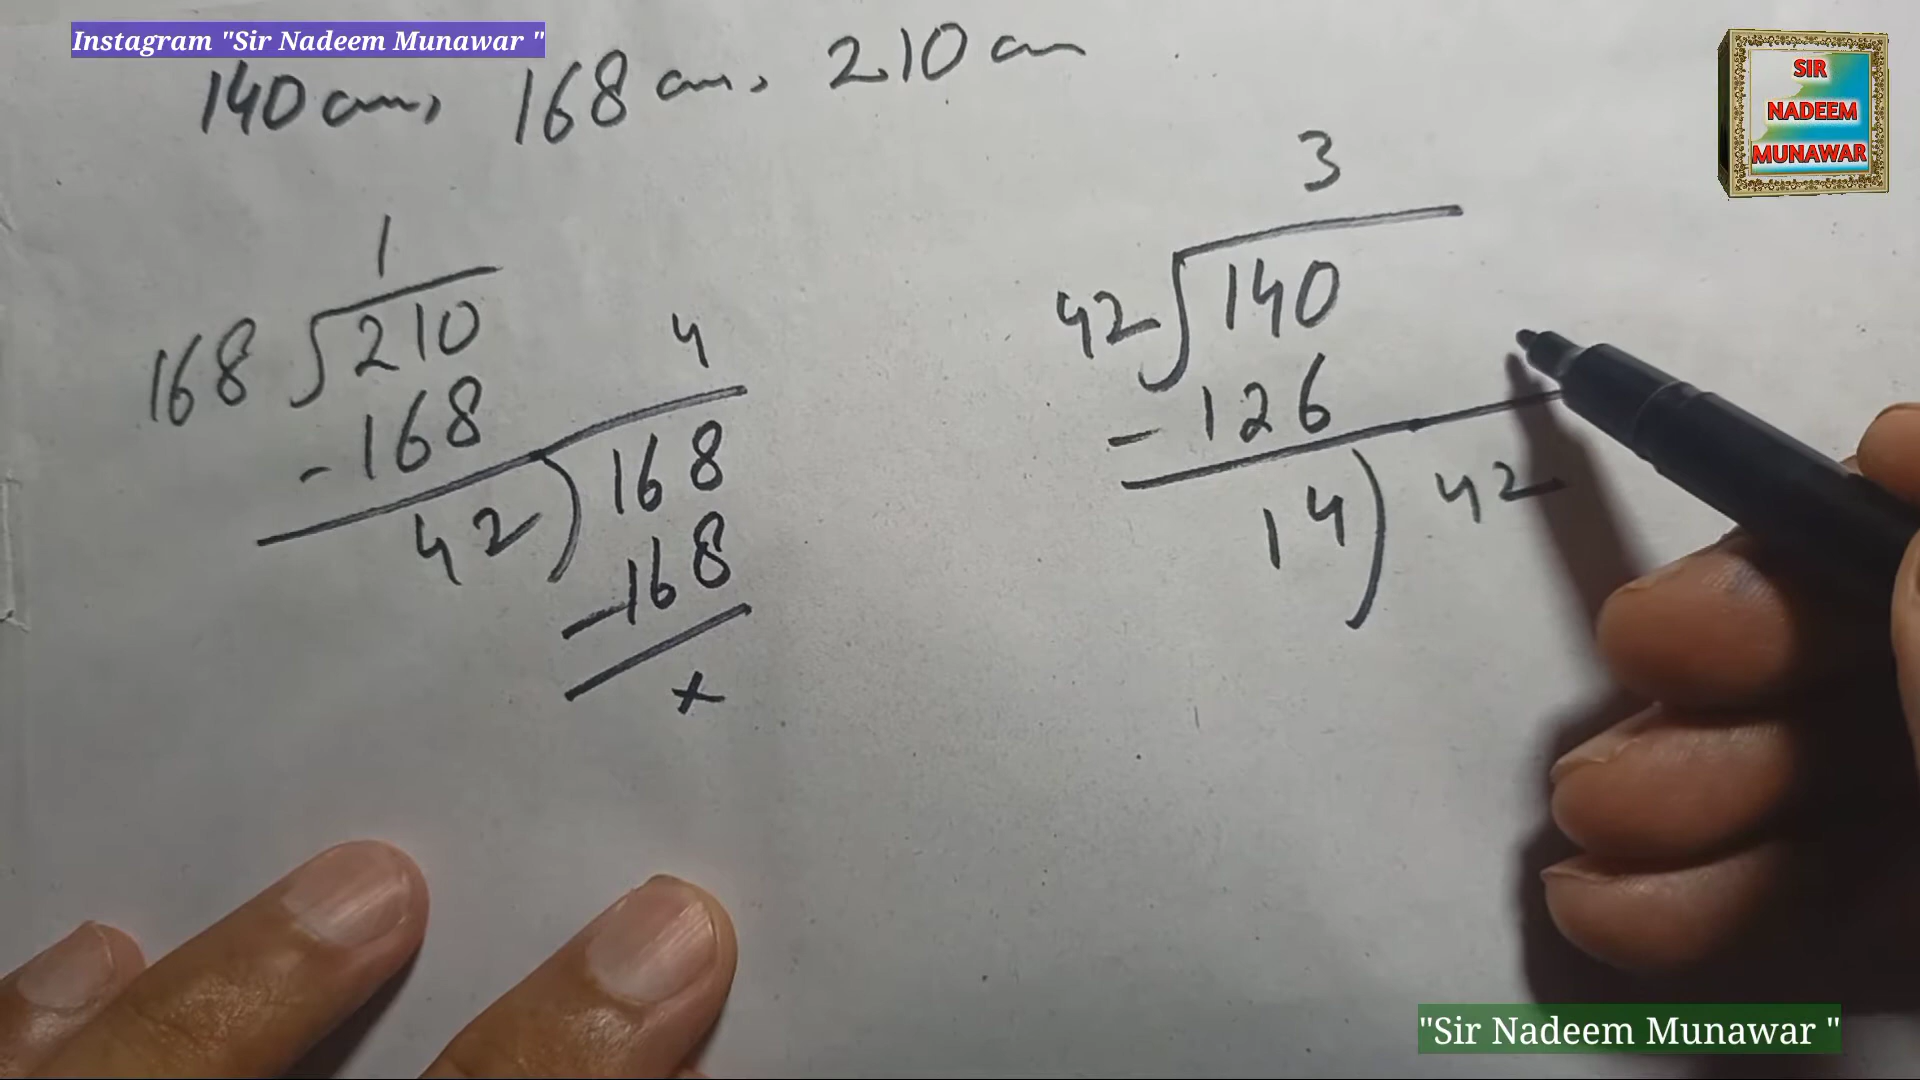 Instagram "Sir Nadeem Munawar "
140 cm, 168 cm, 210 cm
SIR
NADEEM
MUNAWAR
1
168 210
- 168
4
42 ) 168
- 168
x
3
42 140
- 126
14 ) 42
"Sir Nadeem Munawar "